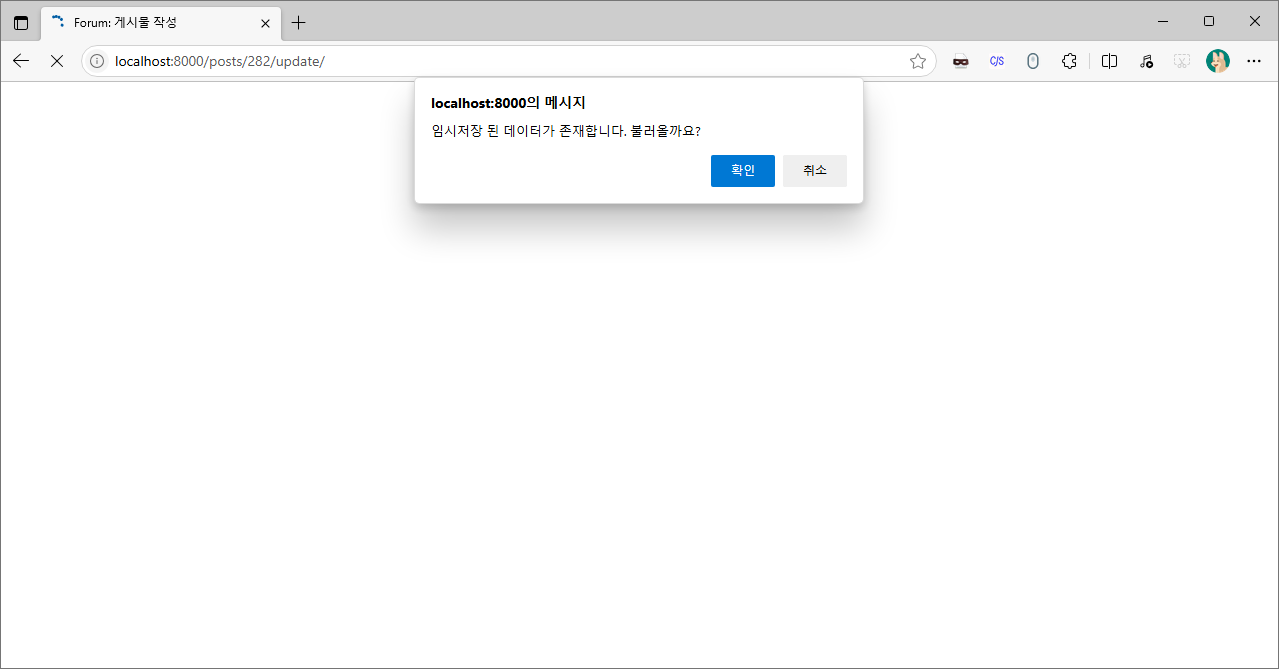 Forum: 게시물 작성
localhost:8000/posts/282/update/
C/S
localhost:8000의 메시지
임시저장 된 데이터가 존재합니다. 불러올까요?
확인
취소